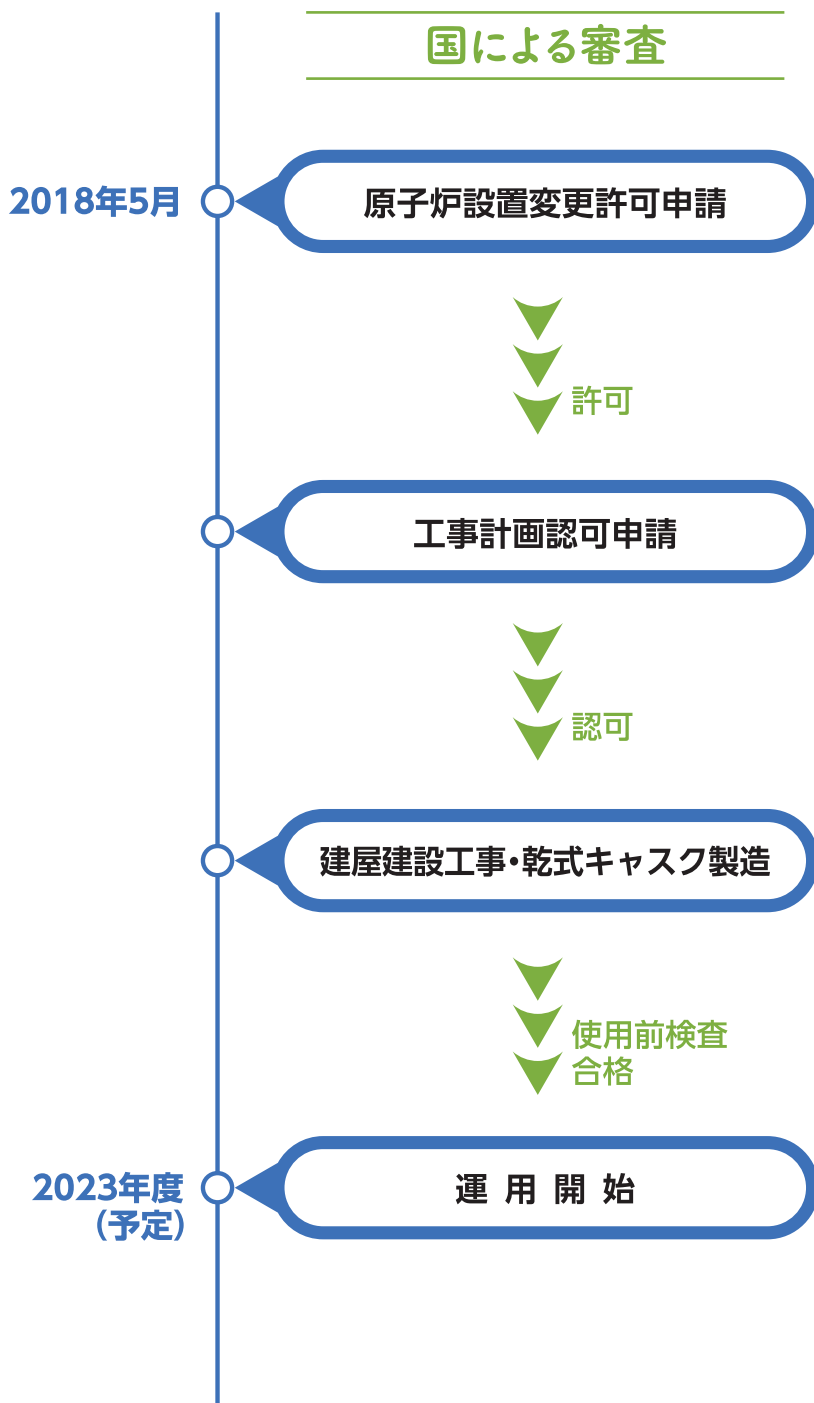 国による審査
2018年5月
原子炉設置変更許可申請
許可
工事計画認可申請
認可
建屋建設工事・乾式キャスク製造
使用前検査
合格
2023年度
(予定)
運用開始